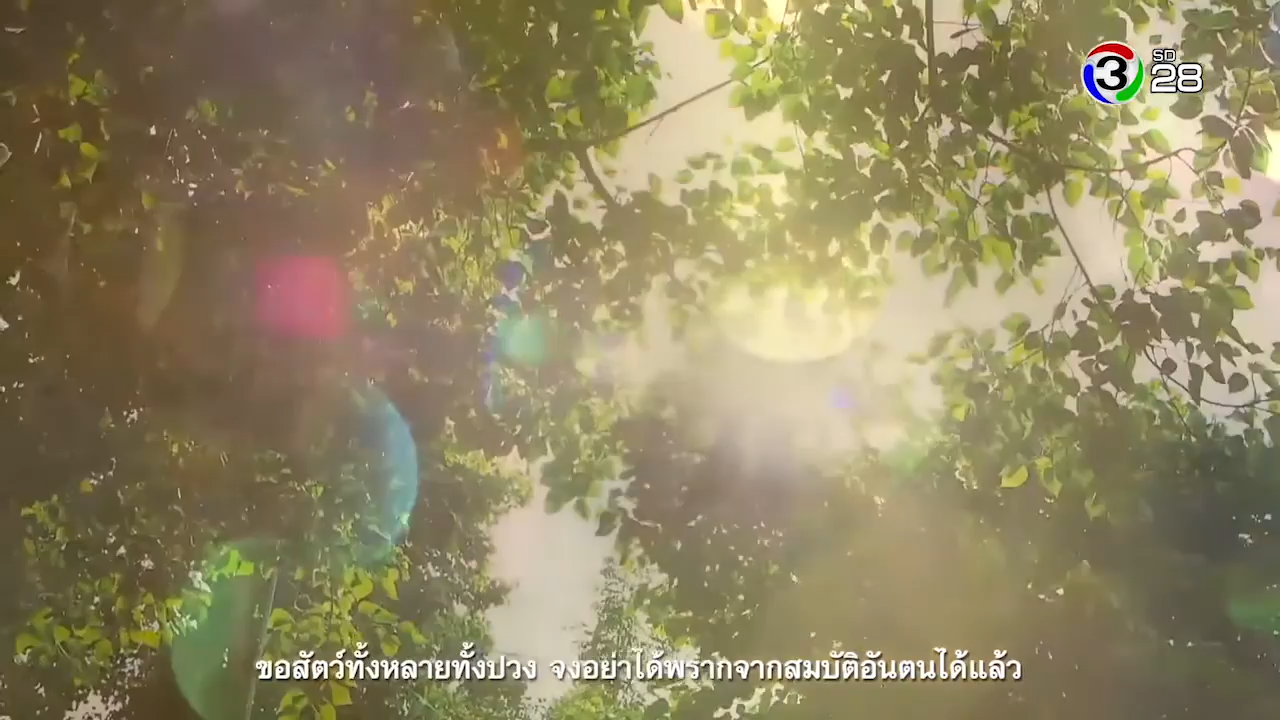 3 SD
28
ขอสัตว์ทั้งหลายทั้งปวง จงอย่าได้พรากจากสมบัติอันตนได้แล้ว